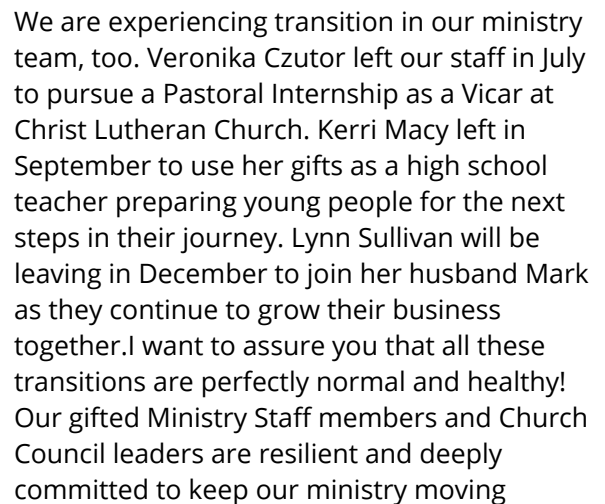 We are experiencing transition in our ministry
team, too. Veronika Czutor left our staff in July
to pursue a Pastoral Internship as a Vicar at
Christ Lutheran Church. Kerri Macy left in
September to use her gifts as a high school
teacher preparing young people for the next
steps in their journey. Lynn Sullivan will be
leaving in December to join her husband Mark
as they continue to grow their business
together.I want to assure you that all these
transitions are perfectly normal and healthy!
Our gifted Ministry Staff members and Church
Council leaders are resilient and deeply
committed to keep our ministry moving